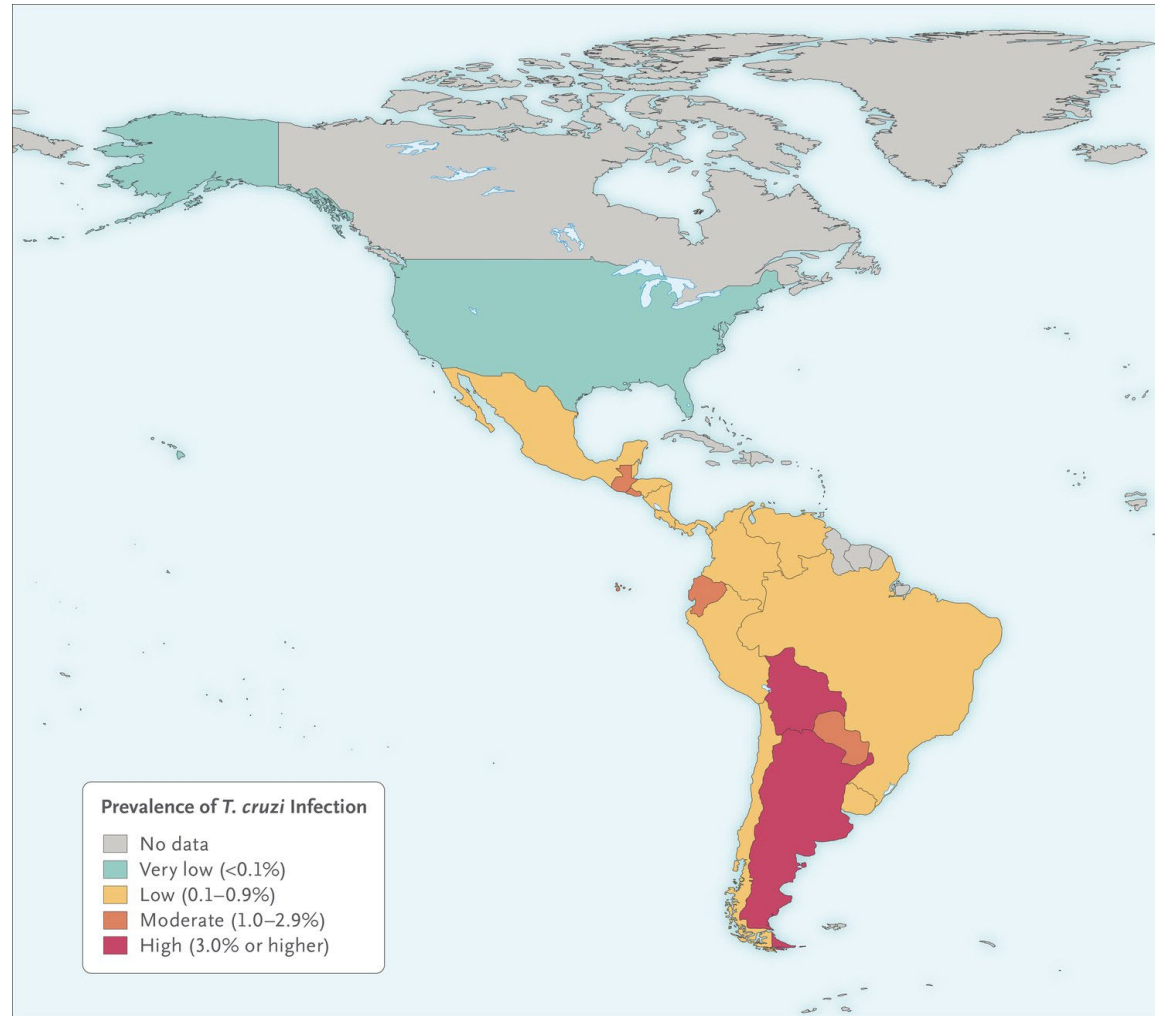 Prevalence of T. cruzi Infection
No data
Very low (<0.1%)
Low (0.1–0.9%)
Moderate (1.0–2.9%)
High (3.0% or higher)